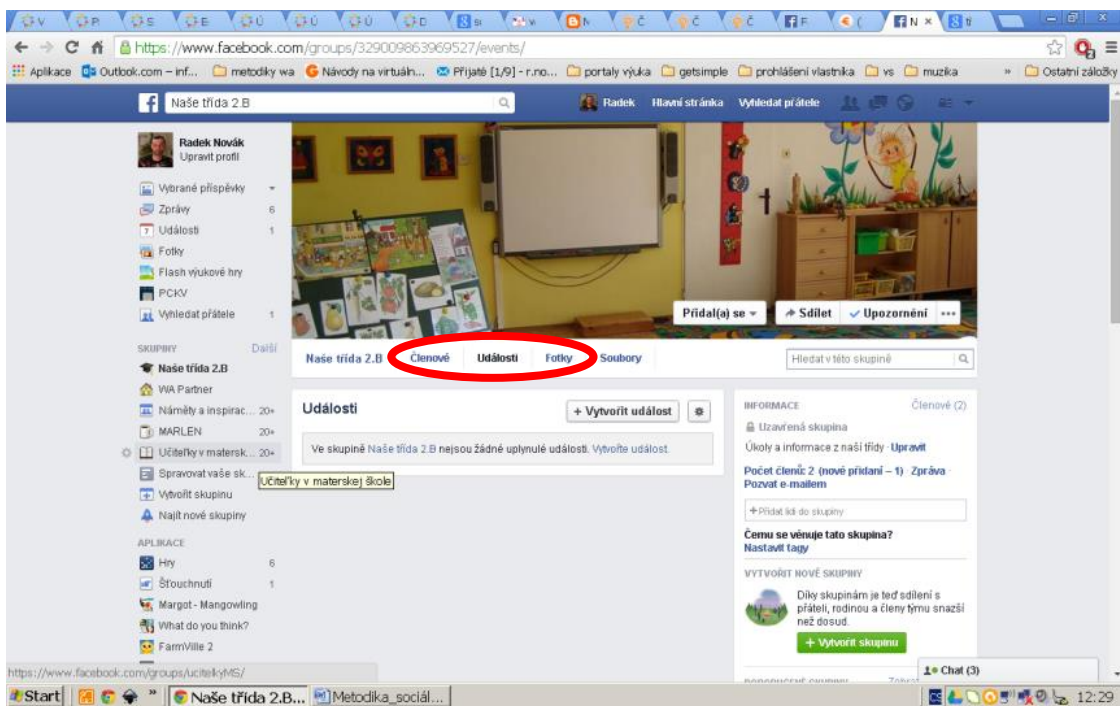 https://www.facebook.com/groups/329009863969527/events/
Aplikace Outlook.com – inf... metodiky wa Návody na virtuáln... Přijaté [1/9] - r.no... portaly výuka getsimple prohlášení vlastníka vs muzika » Ostatní záložky
Naše třída 2.B
Radek Hlavní stránka Vyhledat přátele
Radek Novák
Upravit profil
Vybrané příspěvky
Zprávy 6
Události 1
Fotky
Flash výukové hry
PCKV
Vyhledat přátele 1
SKUPINY Další
Naše třída 2.B
WA Partner
Náměty a inspirac... 20+
MARLEN 20+
Učiteľky v matersk... 20+
Spravovat vaše sk...
Učiteľky v materskej škole
Vytvořit skupinu
Najít nové skupiny
APLIKACE
Hry 6
Šťouchnutí 1
Margot - Mangowling
What do you think?
FarmVille 2
Přidal(a) se Sdílet Upozornění
Naše třída 2.B Členové Události Fotky Soubory
Hledat v této skupině
Události
+ Vytvořit událost
Ve skupině Naše třída 2.B nejsou žádné uplynulé události. Vytvořte událost.
INFORMACE Členové (2)
Uzavřená skupina
Úkoly a informace z naší třídy · Upravit
Počet členů: 2 (nově přidaní – 1) · Zpráva ·
Pozvat e-mailem
+ Přidat lidi do skupiny
Čemu se věnuje tato skupina?
Nastavit tagy
VYTVOŘIT NOVÉ SKUPINY
Díky skupinám je teď sdílení s
přáteli, rodinou a členy týmu snazší
než dosud.
+ Vytvořit skupinu
Chat (3)
https://www.facebook.com/groups/ucitelkyMS/
Start » Naše třída 2.B... Metodika_sociál... 12:29